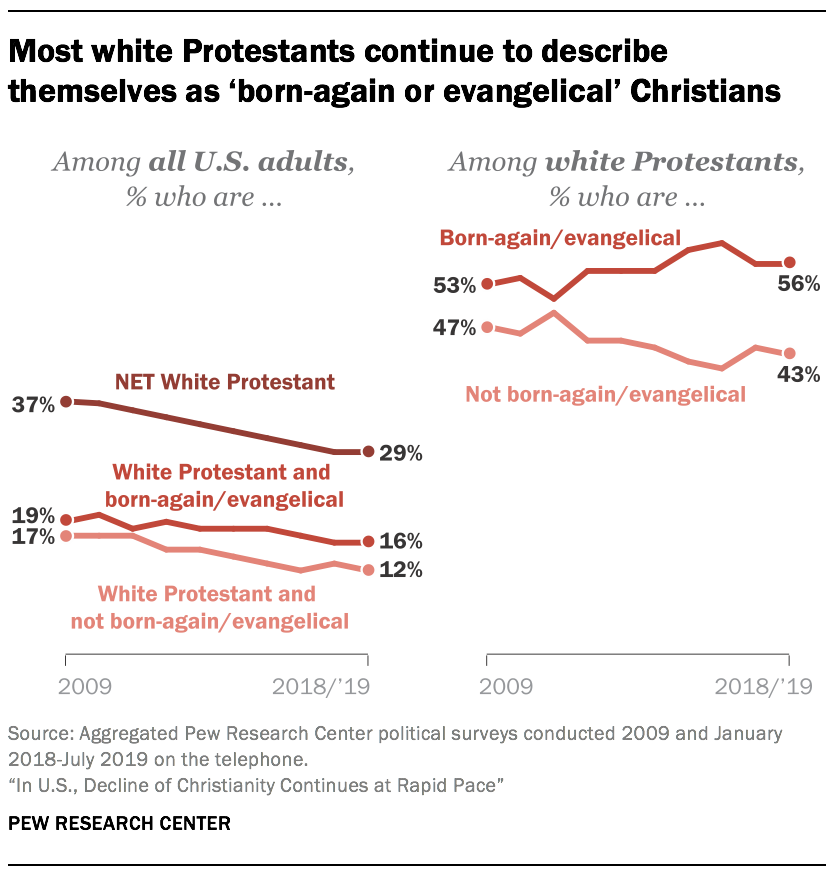 Most white Protestants continue to describe
themselves as ‘born-again or evangelical’ Christians
Among all U.S. adults,
% who are ...
37%
NET White Protestant
29%
White Protestant and
born-again/evangelical
19%
17%
16%
12%
White Protestant and
not born-again/evangelical
2009
2018/’19
Among white Protestants,
% who are ...
Born-again/evangelical
53%
56%
47%
43%
Not born-again/evangelical
2009
2018/’19
Source: Aggregated Pew Research Center political surveys conducted 2009 and January
2018-July 2019 on the telephone.
“In U.S., Decline of Christianity Continues at Rapid Pace”
PEW RESEARCH CENTER